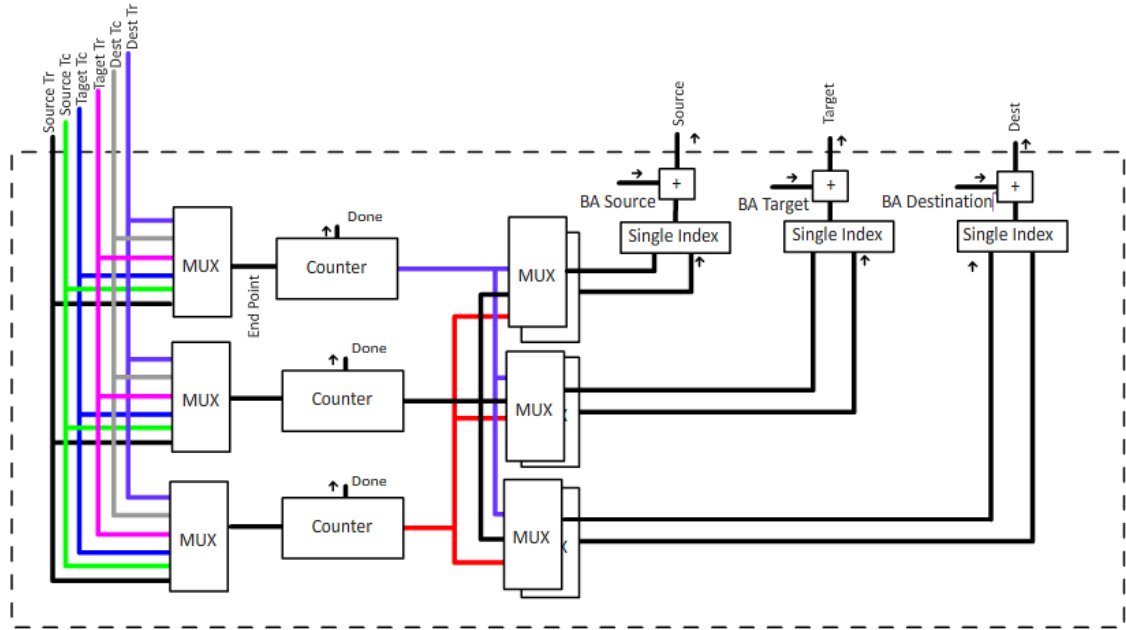 Source Tr
Source Tc
Taget Tc
Taget Tr
Dest Tc
Dest Tr
Source
Target
Dest
BA Source
+
BA Target
+
BA Destination
+
Single Index
Single Index
Single Index
MUX
End Point
Done
Counter
MUX
MUX
Done
Counter
MUX
MUX
Done
Counter
MUX